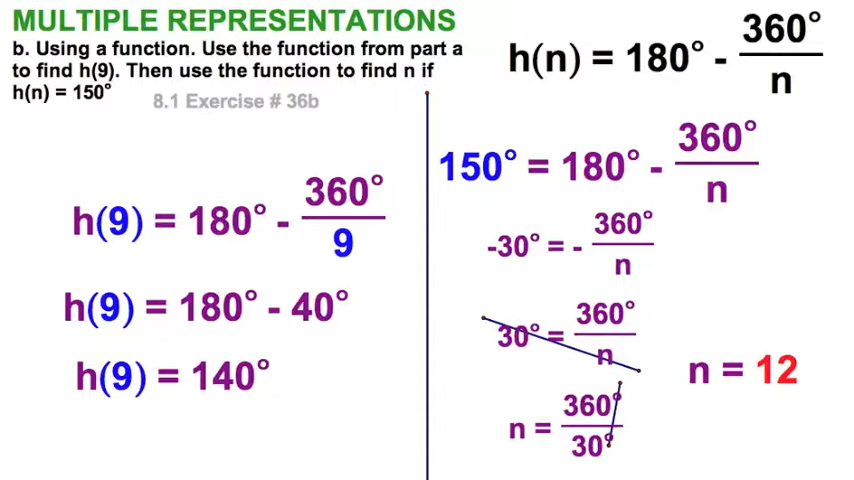 MULTIPLE REPRESENTATIONS
b. Using a function. Use the function from part a
to find h(9). Then use the function to find n if
h(n) = 150°
8.1 Exercise # 36b
h(n) = 180° - 360°/n
h(9) = 180° - 360°/9
h(9) = 180° - 40°
h(9) = 140°
150° = 180° - 360°/n
-30° = - 360°/n
30° = 360°/n
n = 360°/30°
n = 12